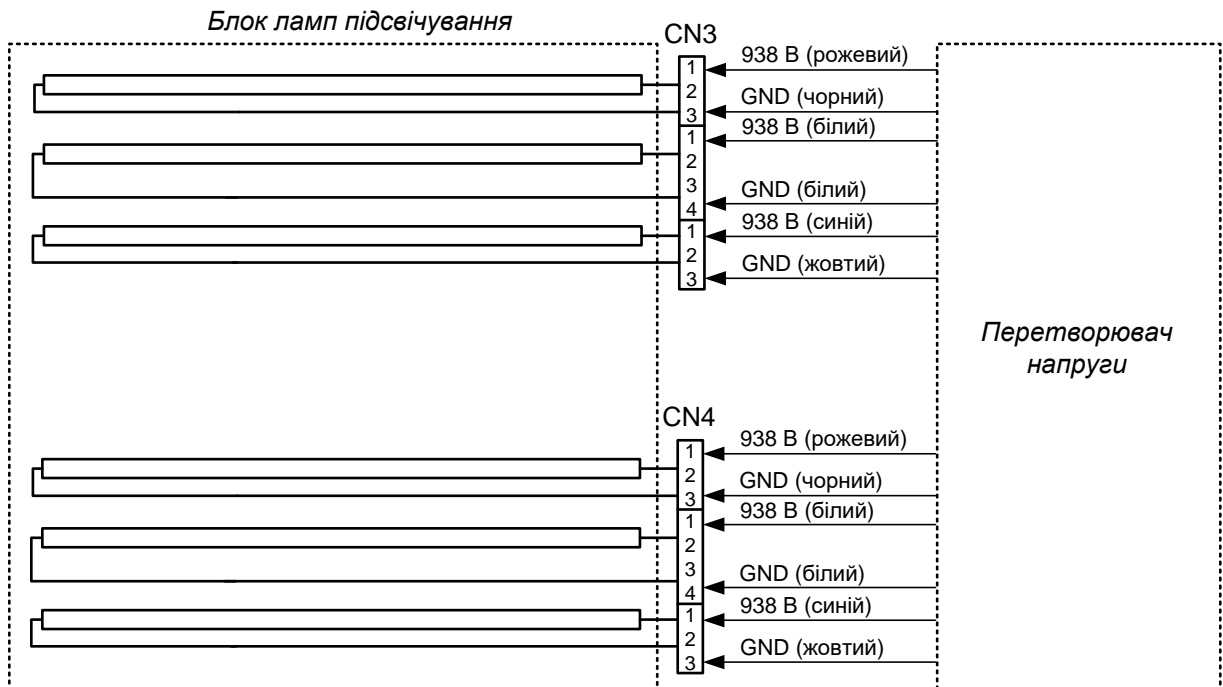 Блок ламп підсвічування
CN3
1
2
3
1
2
3
4
1
2
3
938 В (рожевий)
GND (чорний)
938 В (білий)
GND (білий)
938 В (синій)
GND (жовтий)
Перетворювач
напруги
CN4
1
2
3
1
2
3
4
1
2
3
938 В (рожевий)
GND (чорний)
938 В (білий)
GND (білий)
938 В (синій)
GND (жовтий)